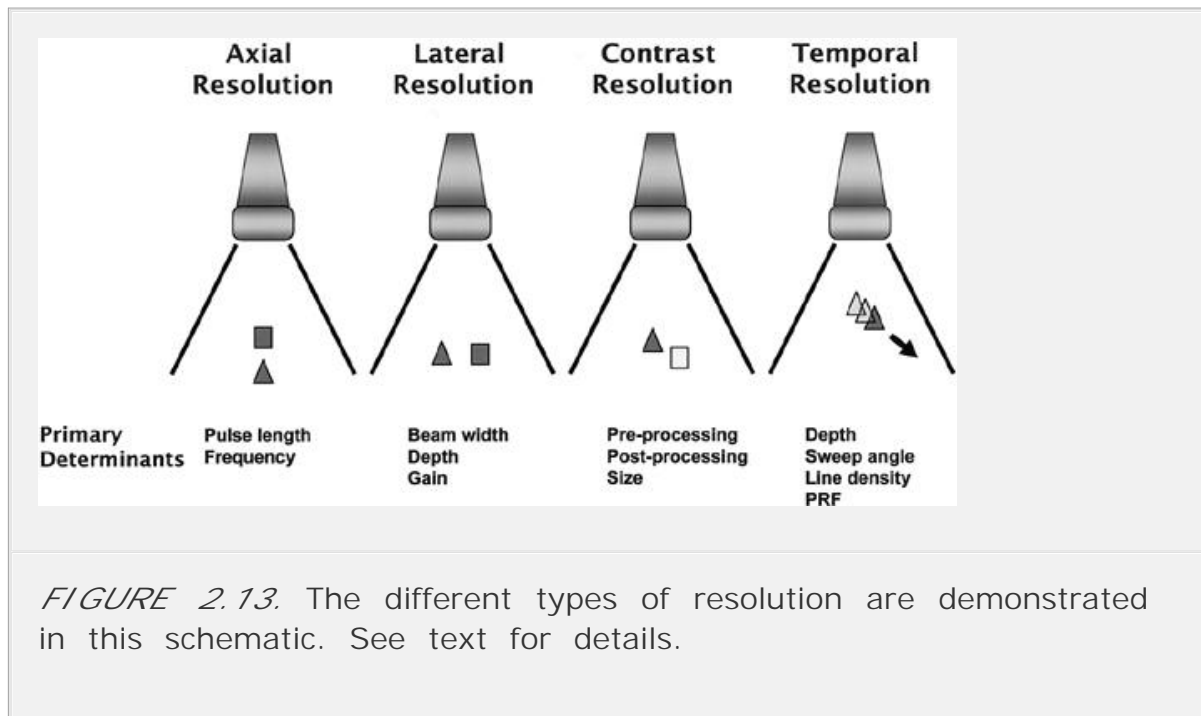 Axial Resolution
Lateral Resolution
Contrast Resolution
Temporal Resolution
Primary Determinants
Pulse length
Frequency
Beam width
Depth
Gain
Pre-processing
Post-processing
Size
Depth
Sweep angle
Line density
PRF
FIGURE 2.13. The different types of resolution are demonstrated
in this schematic. See text for details.